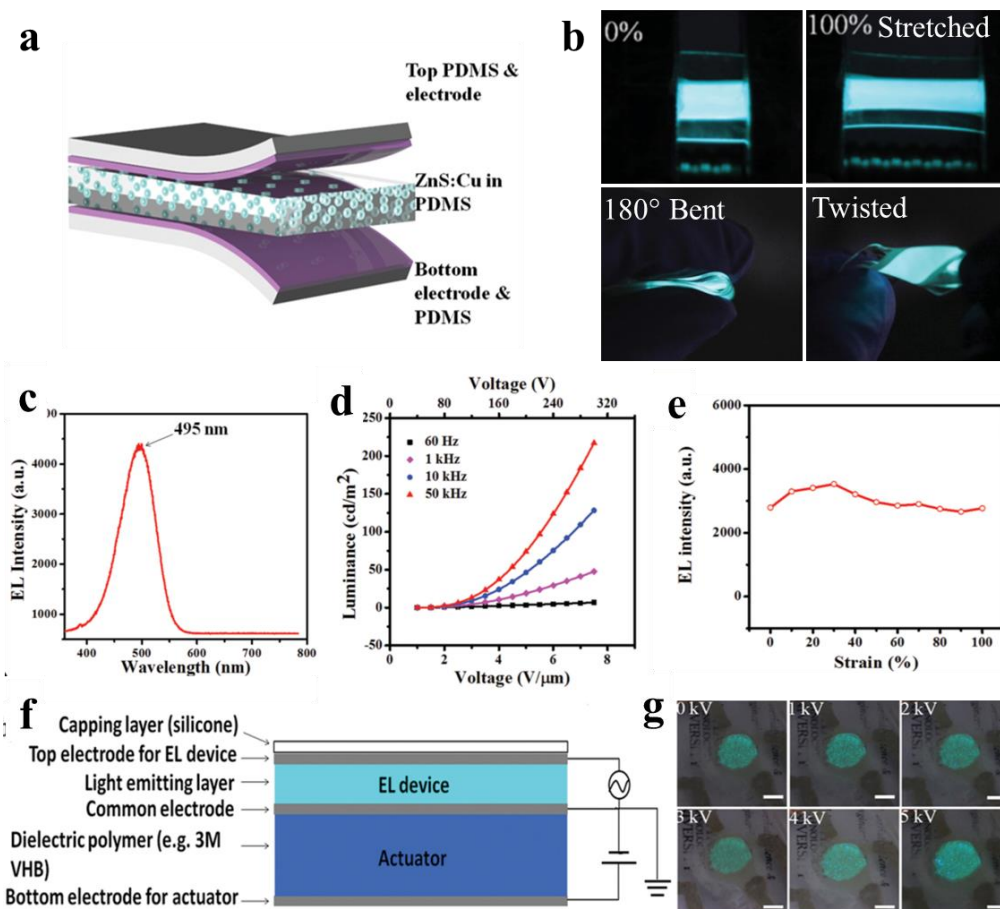 a
Top PDMS &
electrode
ZnS:Cu in
PDMS
Bottom
electrode &
PDMS
b
0%
100% Stretched
180° Bent
Twisted
c
495 nm
EL Intensity (a.u.)
4000
3000
2000
1000
400 500 600 700 800
Wavelength (nm)
d
Voltage (V)
0 80 160 240 320
Luminance (cd/m²)
250
200
150
100
50
0
-50
60 Hz
1 kHz
10 kHz
50 kHz
0 2 4 6 8
Voltage (V/μm)
e
EL intensity (a.u.)
6000
4000
2000
0
0 20 40 60 80 100
Strain (%)
f
Capping layer (silicone)
Top electrode for EL device
Light emitting layer
Common electrode
Dielectric polymer (e.g. 3M
VHB)
Bottom electrode for actuator
EL device
Actuator
g
0 kV
1 kV
2 kV
3 kV
4 kV
5 kV